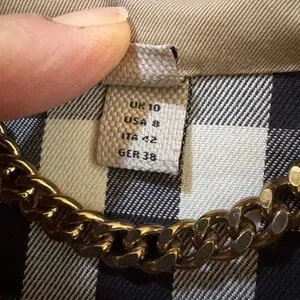 UK 10
USA 8
ITA 42
GER 38